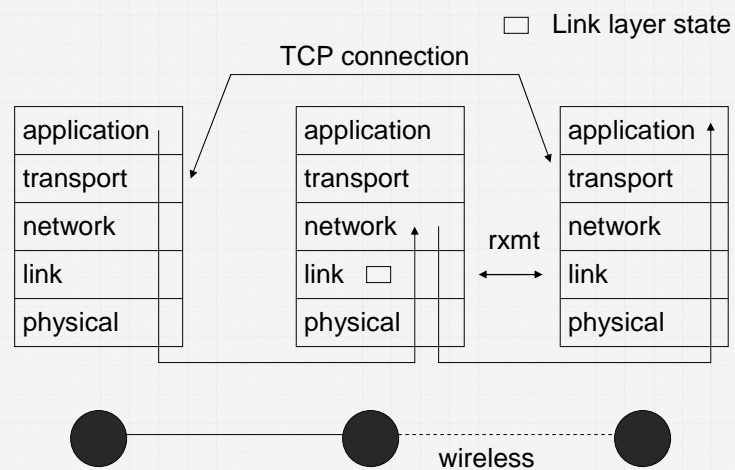 Link layer state
TCP connection
application
transport
network
link
physical
application
transport
network
link
physical
rxmt
application
transport
network
link
physical
wireless